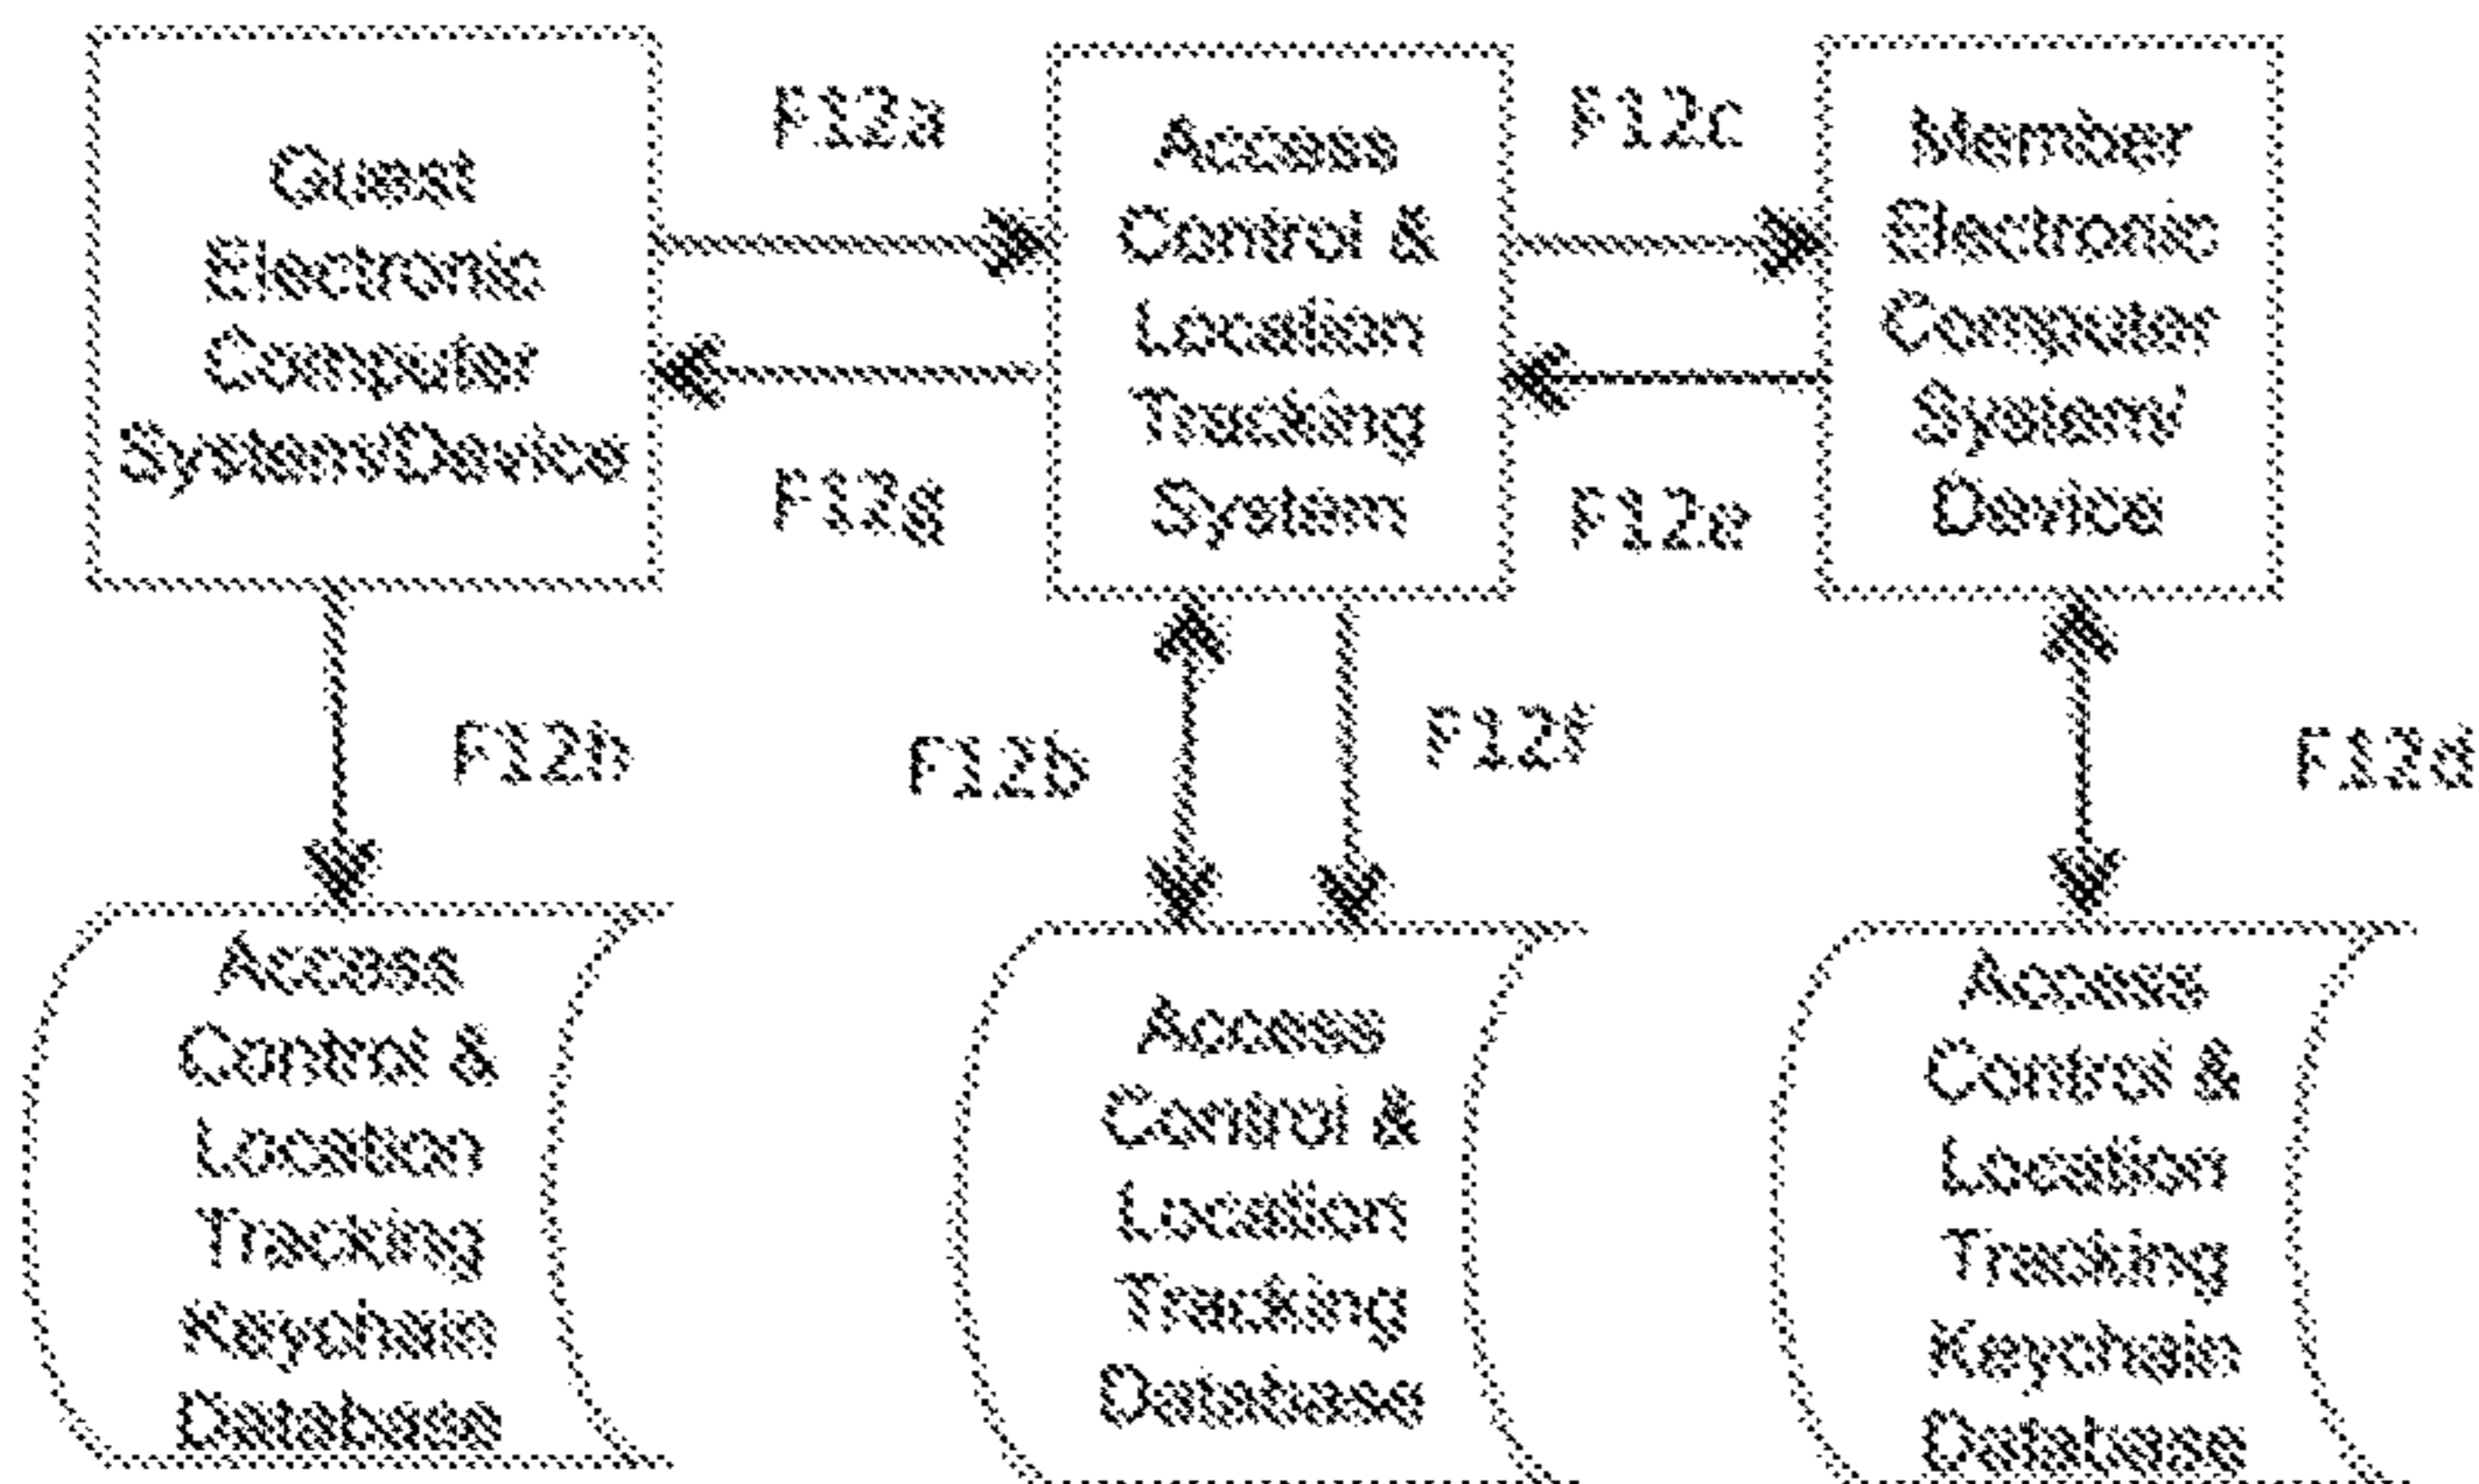 Guest
Electronic
Computer
System/Device
F12a
Access
Control &
Location
Tracking
System
F12c
Member
Electronic
Computer
System/
Device
F12g
F12e
F12h
F12b
F12f
F12d
Access
Control &
Location
Tracking
Keychain
Database
Access
Control &
Location
Tracking
Database
Access
Control &
Location
Tracking
Keychain
Database